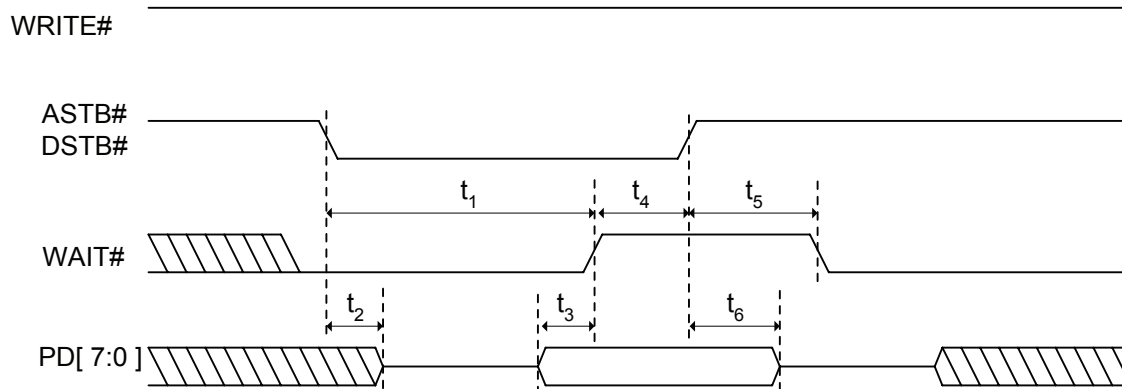 WRITE#
ASTB#
DSTB#
t1
t4
t5
WAIT#
t2
t3
t6
PD[ 7:0 ]